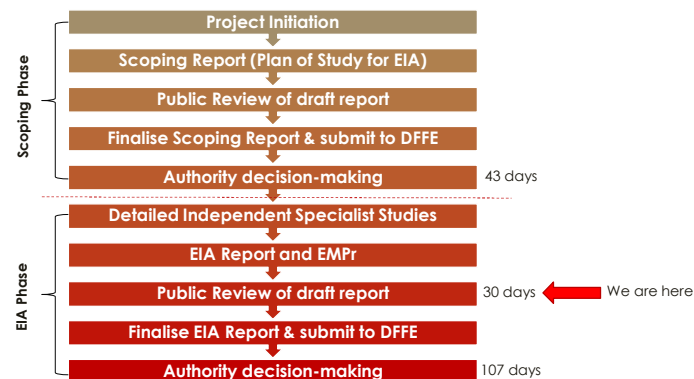 Scoping Phase
Project Initiation
Scoping Report (Plan of Study for EIA)
Public Review of draft report
Finalise Scoping Report & submit to DFFE
Authority decision-making
43 days
EIA Phase
Detailed Independent Specialist Studies
EIA Report and EMPr
Public Review of draft report
30 days
We are here
Finalise EIA Report & submit to DFFE
Authority decision-making
107 days